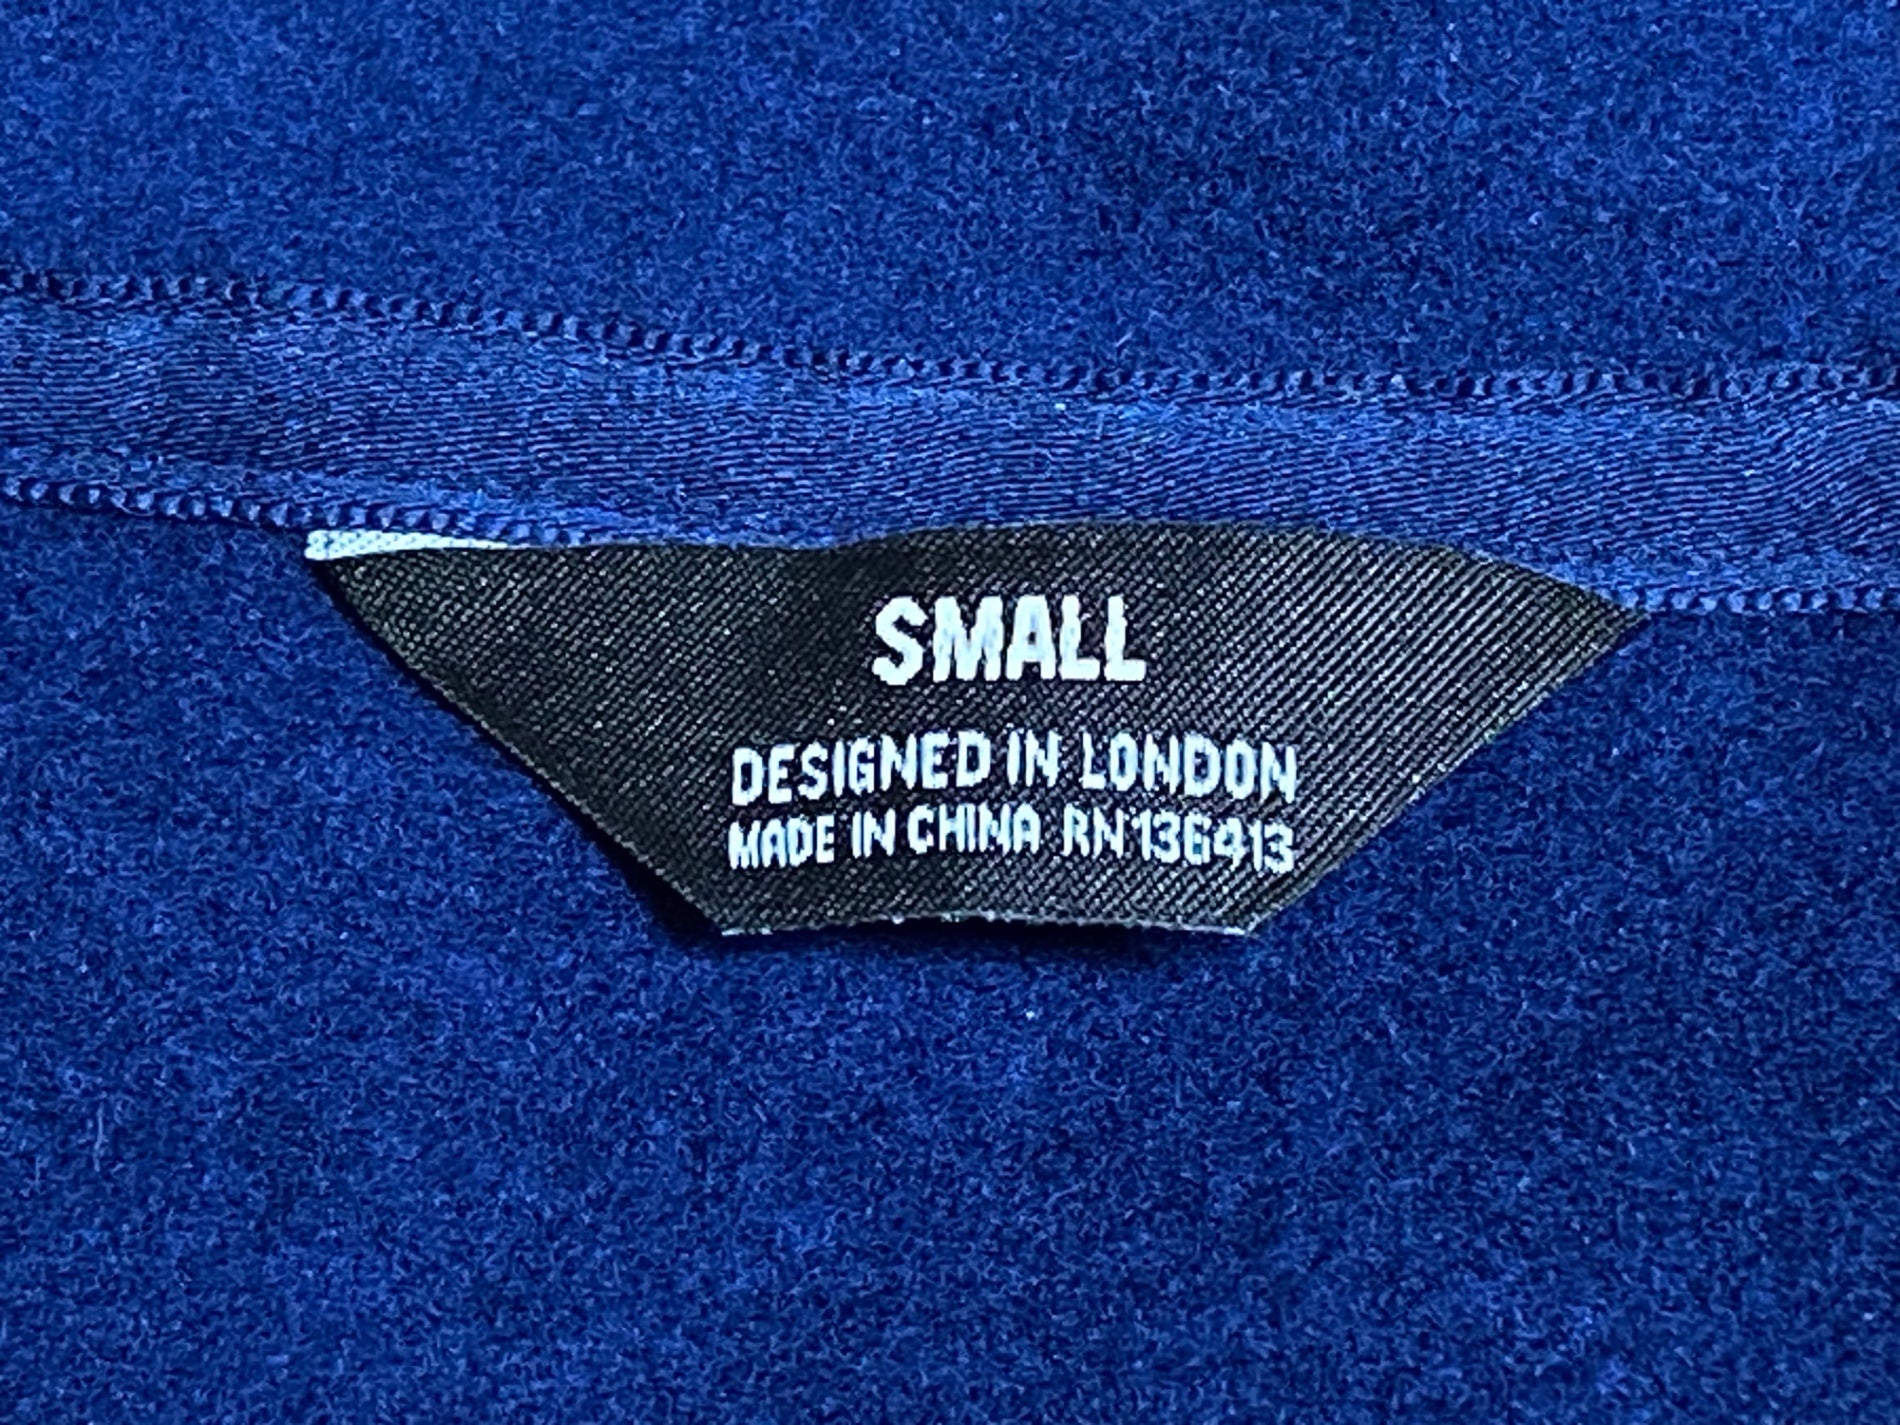 SMALL
DESIGNED IN LONDON
MADE IN CHINA RN136413